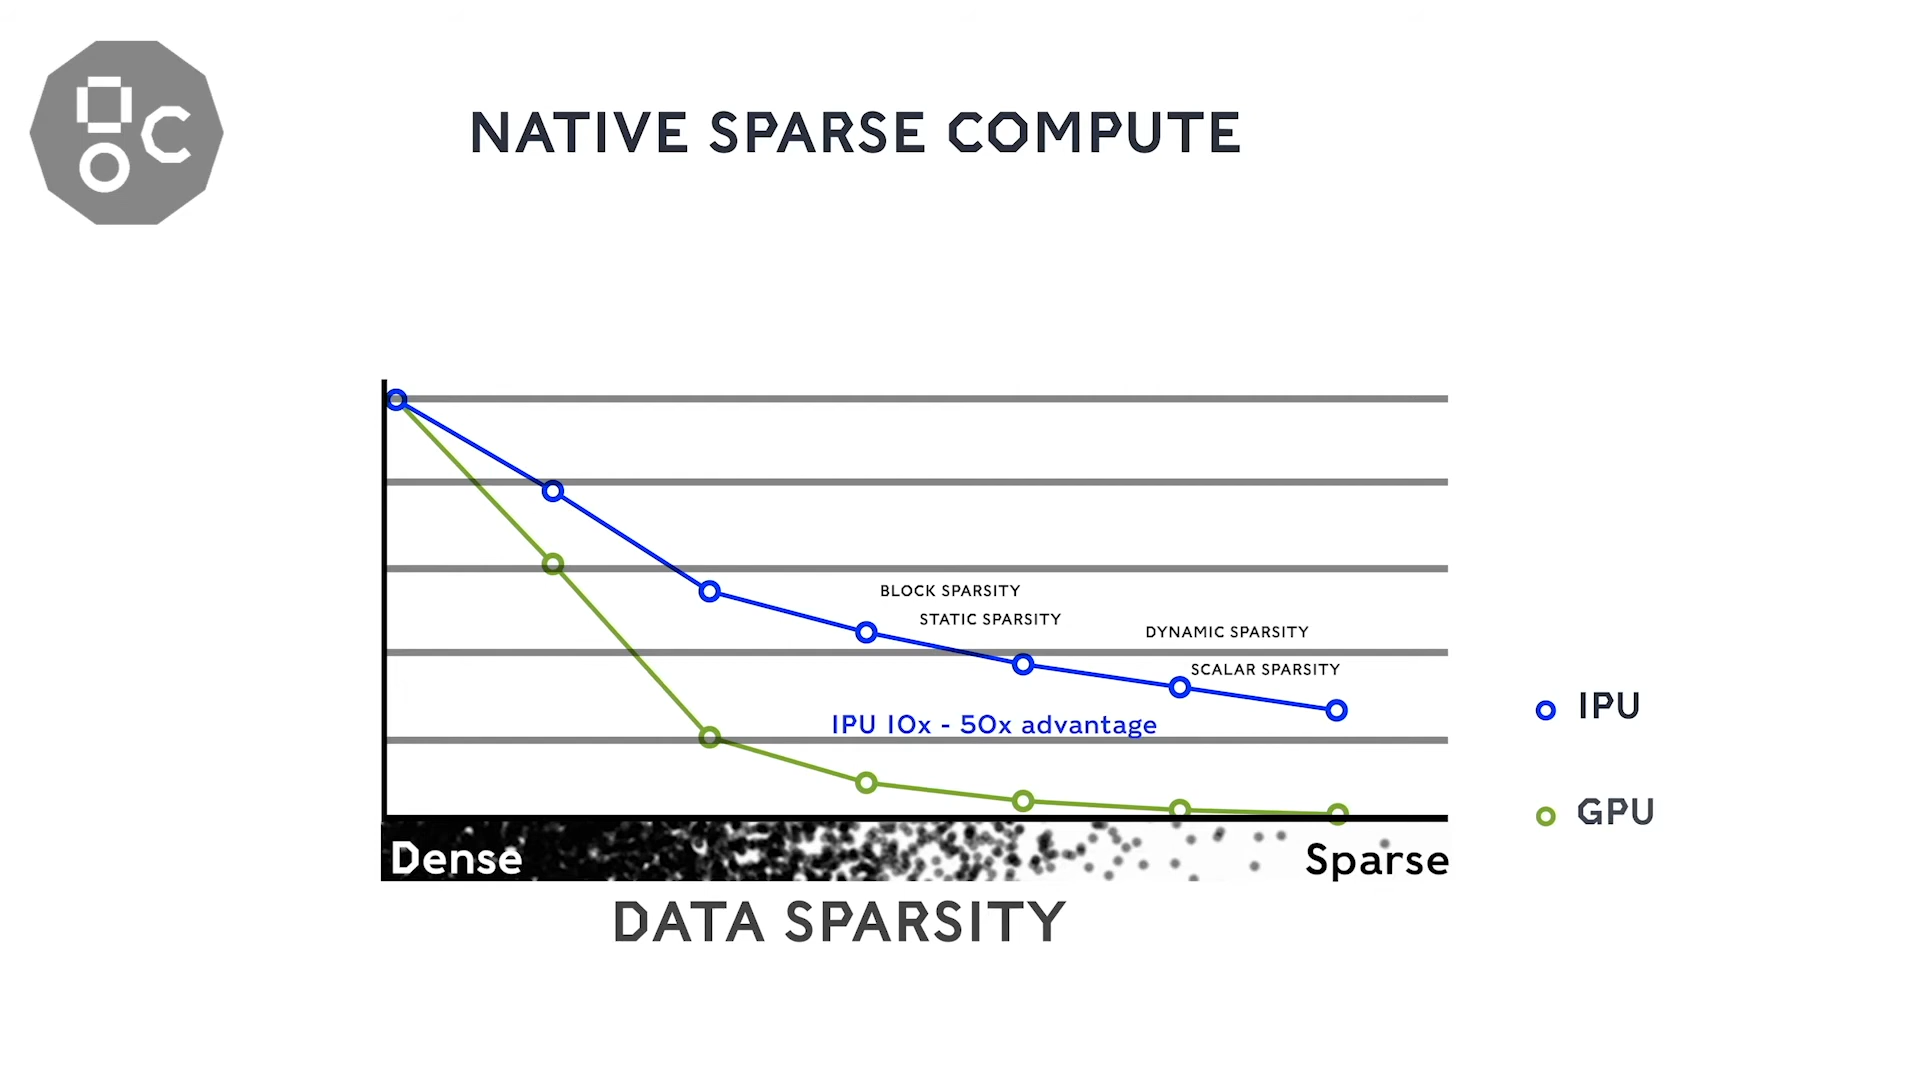 NATIVE SPARSE COMPUTE
BLOCK SPARSITY
STATIC SPARSITY
DYNAMIC SPARSITY
SCALAR SPARSITY
IPU 10x - 50x advantage
IPU
GPU
Dense
Sparse
DATA SPARSITY